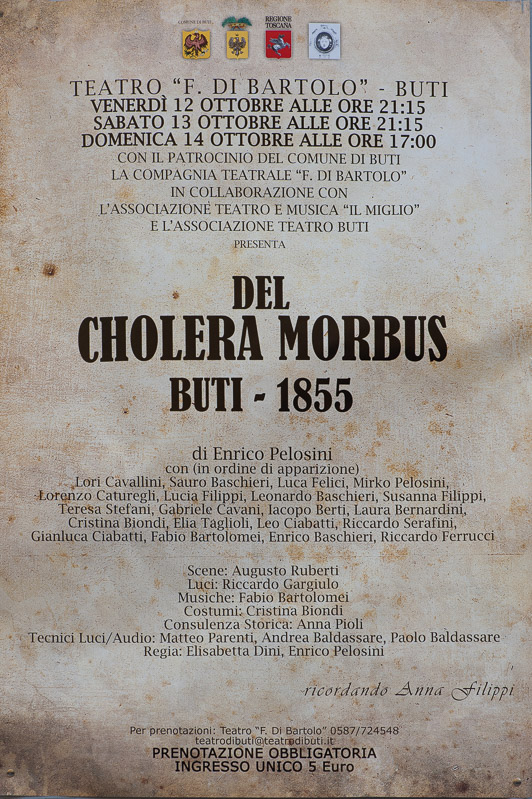 COMUNE DI BUTI
REGIONE
TOSCANA
TEATRO “F. DI BARTOLO” - BUTI
VENERDÌ 12 OTTOBRE ALLE ORE 21:15
SABATO 13 OTTOBRE ALLE ORE 21:15
DOMENICA 14 OTTOBRE ALLE ORE 17:00
CON IL PATROCINIO DEL COMUNE DI BUTI
LA COMPAGNIA TEATRALE “F. DI BARTOLO”
IN COLLABORAZIONE CON
L’ASSOCIAZIONE TEATRO E MUSICA “IL MIGLIO”
E L’ASSOCIAZIONE TEATRO BUTI
PRESENTA
DEL
CHOLERA MORBUS
BUTI - 1855
di Enrico Pelosini
con (in ordine di apparizione)
Lori Cavallini, Sauro Baschieri, Luca Felici, Mirko Pelosini,
Lorenzo Caturegli, Lucia Filippi, Leonardo Baschieri, Susanna Filippi,
Teresa Stefani, Gabriele Cavani, Iacopo Berti, Laura Bernardini,
Cristina Biondi, Elia Taglioli, Leo Ciabatti, Riccardo Serafini,
Gianluca Ciabatti, Fabio Bartolomei, Enrico Baschieri, Riccardo Ferrucci
Scene: Augusto Ruberti
Luci: Riccardo Gargiulo
Musiche: Fabio Bartolomei
Costumi: Cristina Biondi
Consulenza Storica: Anna Pioli
Tecnici Luci/Audio: Matteo Parenti, Andrea Baldassare, Paolo Baldassare
Regia: Elisabetta Dini, Enrico Pelosini
ricordando Anna Filippi
Per prenotazioni: Teatro “F. Di Bartolo” 0587/724548
teatrodibuti@teatrodibuti.it
PRENOTAZIONE OBBLIGATORIA
INGRESSO UNICO 5 Euro